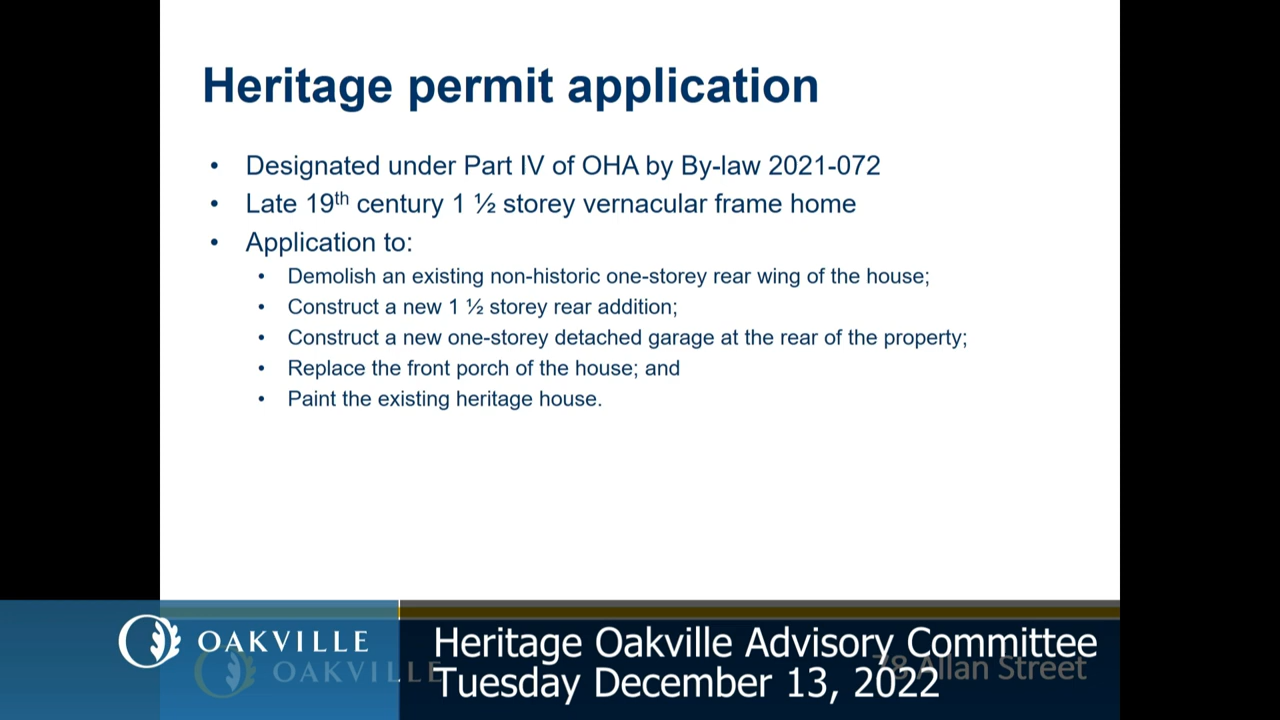 Heritage permit application
• Designated under Part IV of OHA by By-law 2021-072
• Late 19th century 1 ½ storey vernacular frame home
• Application to:
• Demolish an existing non-historic one-storey rear wing of the house;
• Construct a new 1 ½ storey rear addition;
• Construct a new one-storey detached garage at the rear of the property;
• Replace the front porch of the house; and
• Paint the existing heritage house.
OAKVILLE
Heritage Oakville Advisory Committee
OAKVILLE
78 Allan Street
Tuesday December 13, 2022